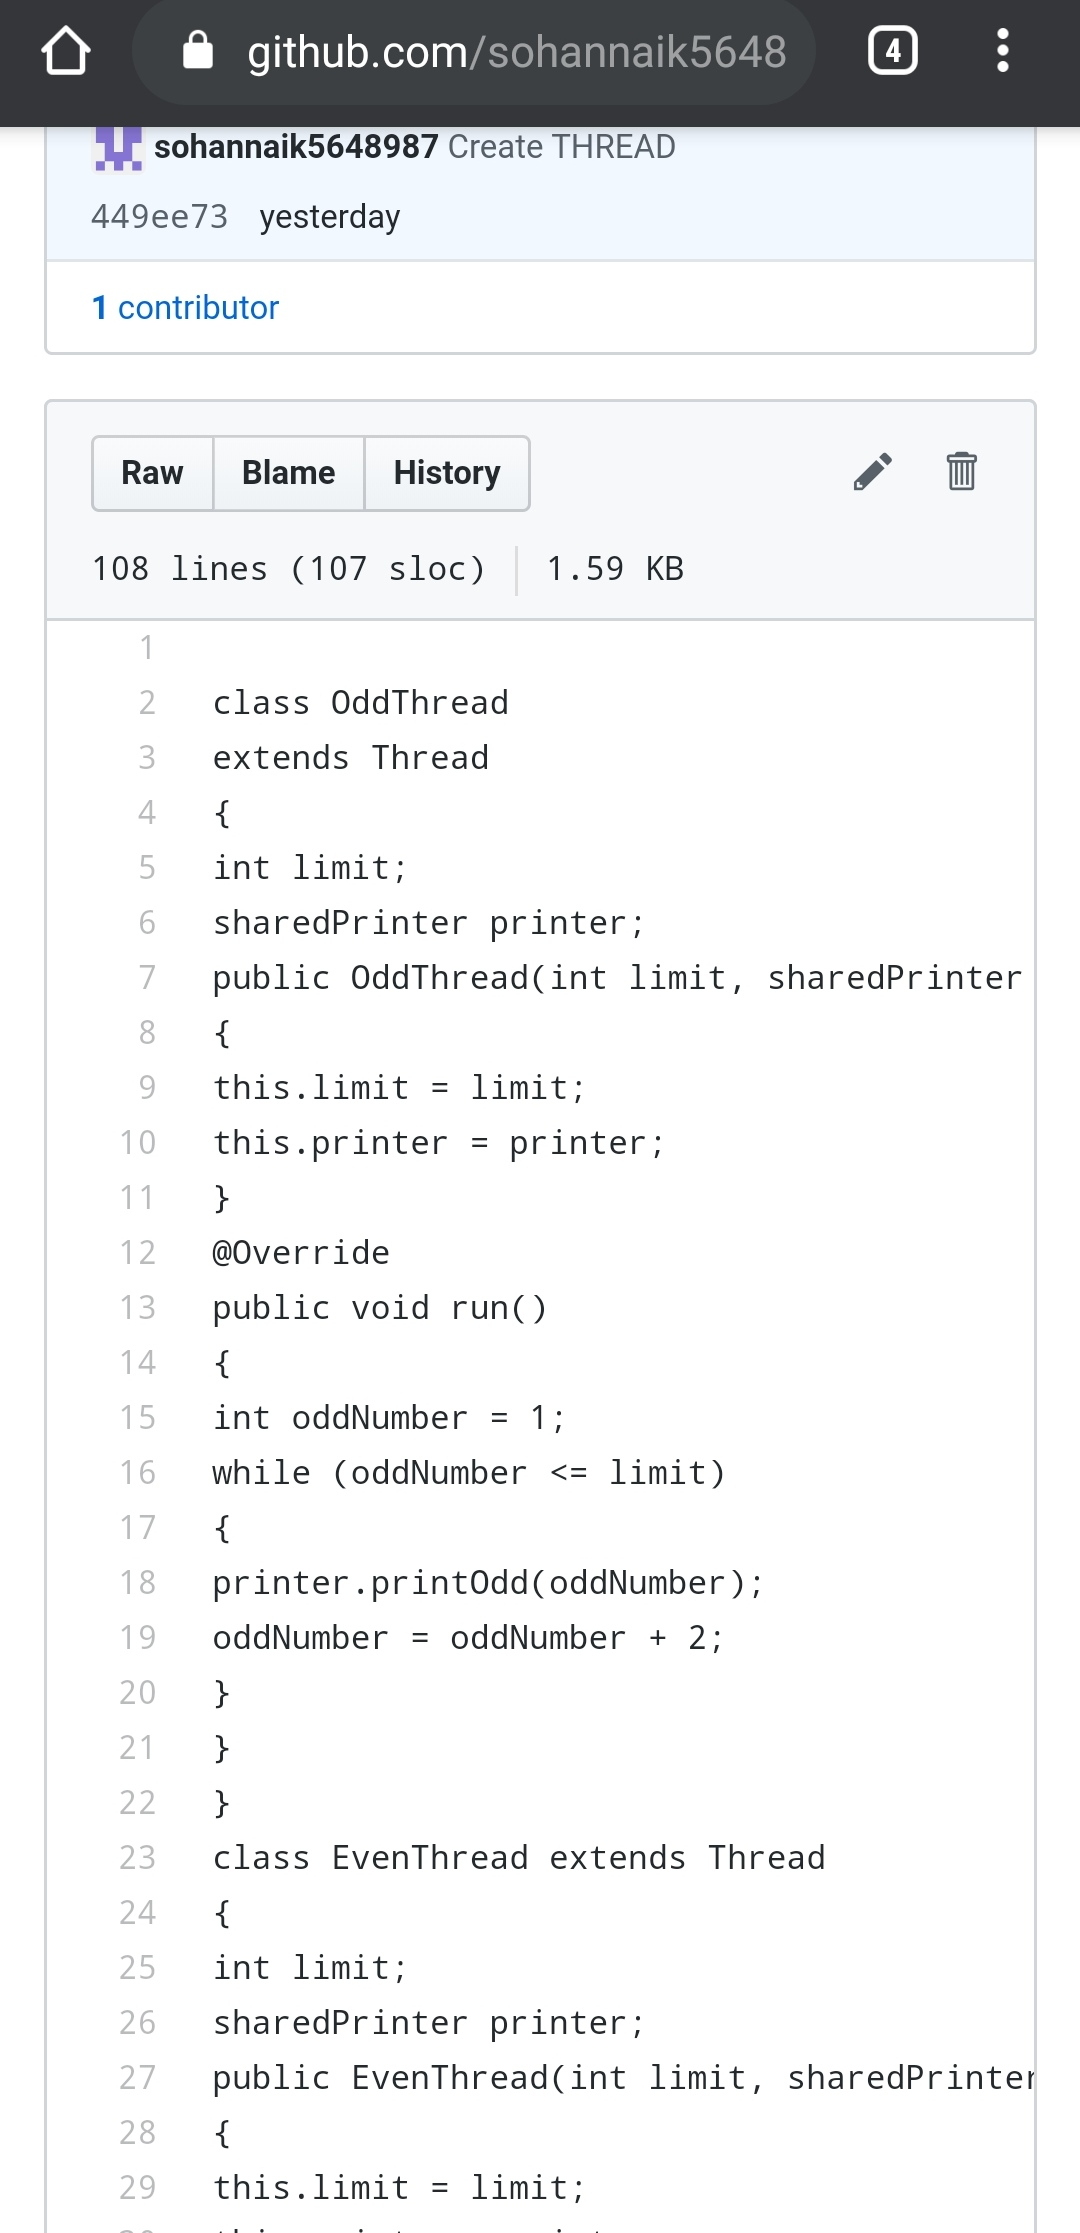 github.com/sohannaik5648
4
sohannaik5648987 Create THREAD
449ee73 yesterday
1 contributor
Raw Blame History
108 lines (107 sloc) 1.59 KB
1
2 class OddThread
3 extends Thread
4 {
5 int limit;
6 sharedPrinter printer;
7 public OddThread(int limit, sharedPrinter
8 {
9 this.limit = limit;
10 this.printer = printer;
11 }
12 @Override
13 public void run()
14 {
15 int oddNumber = 1;
16 while (oddNumber <= limit)
17 {
18 printer.printOdd(oddNumber);
19 oddNumber = oddNumber + 2;
20 }
21 }
22 }
23 class EvenThread extends Thread
24 {
25 int limit;
26 sharedPrinter printer;
27 public EvenThread(int limit, sharedPrinter
28 {
29 this.limit = limit;